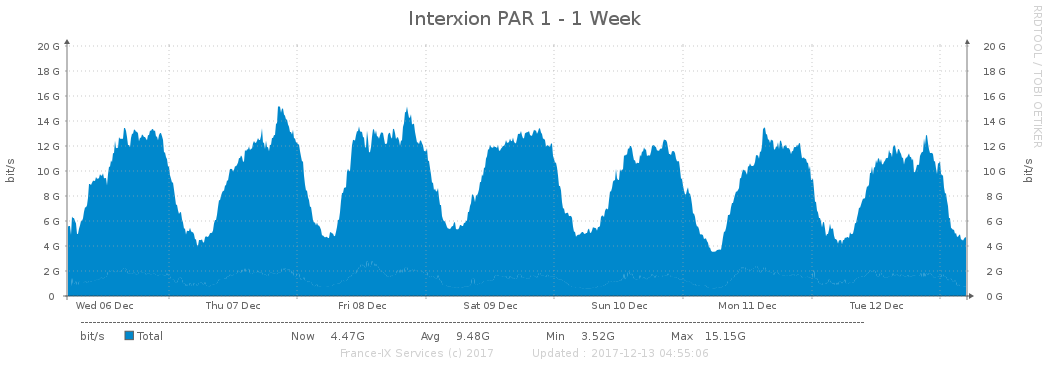 Interxion PAR 1 - 1 Week
RRDTOOL / TOBI OETIKER
20 G 20 G
18 G 18 G
16 G 16 G
14 G 14 G
12 G 12 G
10 G 10 G
8 G 8 G
6 G 6 G
4 G 4 G
2 G 2 G
0 0 G
bit/s
bit/s
Wed 06 Dec Thu 07 Dec Fri 08 Dec Sat 09 Dec Sun 10 Dec Mon 11 Dec Tue 12 Dec
bit/s Total Now 4.47G Avg 9.48G Min 3.52G Max 15.15G
France-IX Services (c) 2017 Updated : 2017-12-13 04:55:06